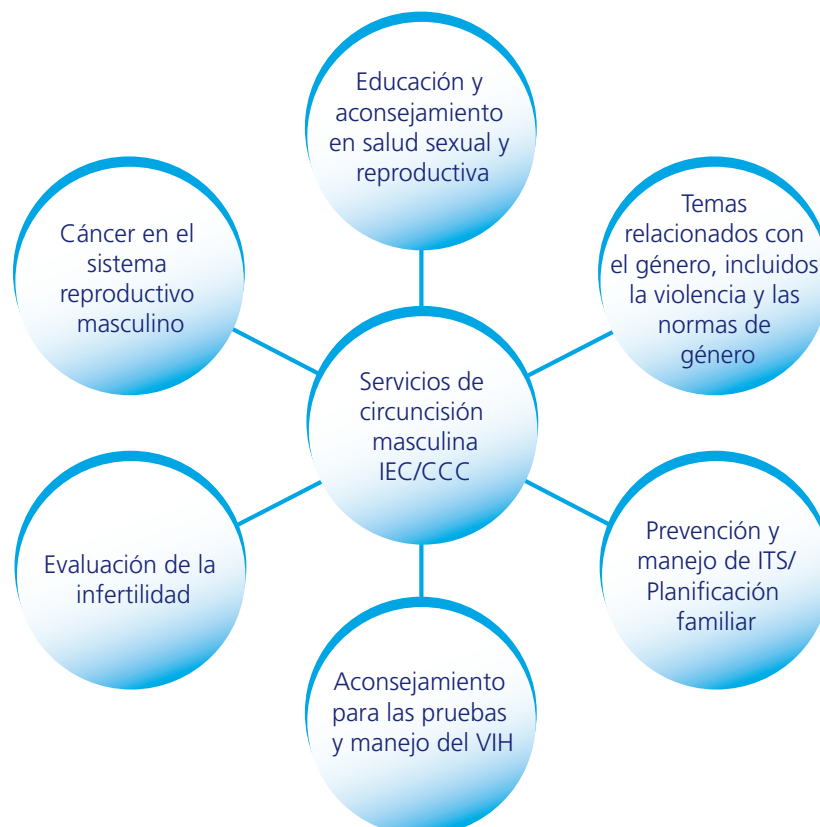 Educación y
aconsejamiento
en salud sexual y
reproductiva
Cáncer en el
sistema
reproductivo
masculino
Temas
relacionados con
el género, incluidos
la violencia y las
normas de
género
Servicios de
circuncisión
masculina
IEC/CCC
Evaluación de la
infertilidad
Prevención y
manejo de ITS/
Planificación
familiar
Aconsejamiento
para las pruebas
y manejo del VIH